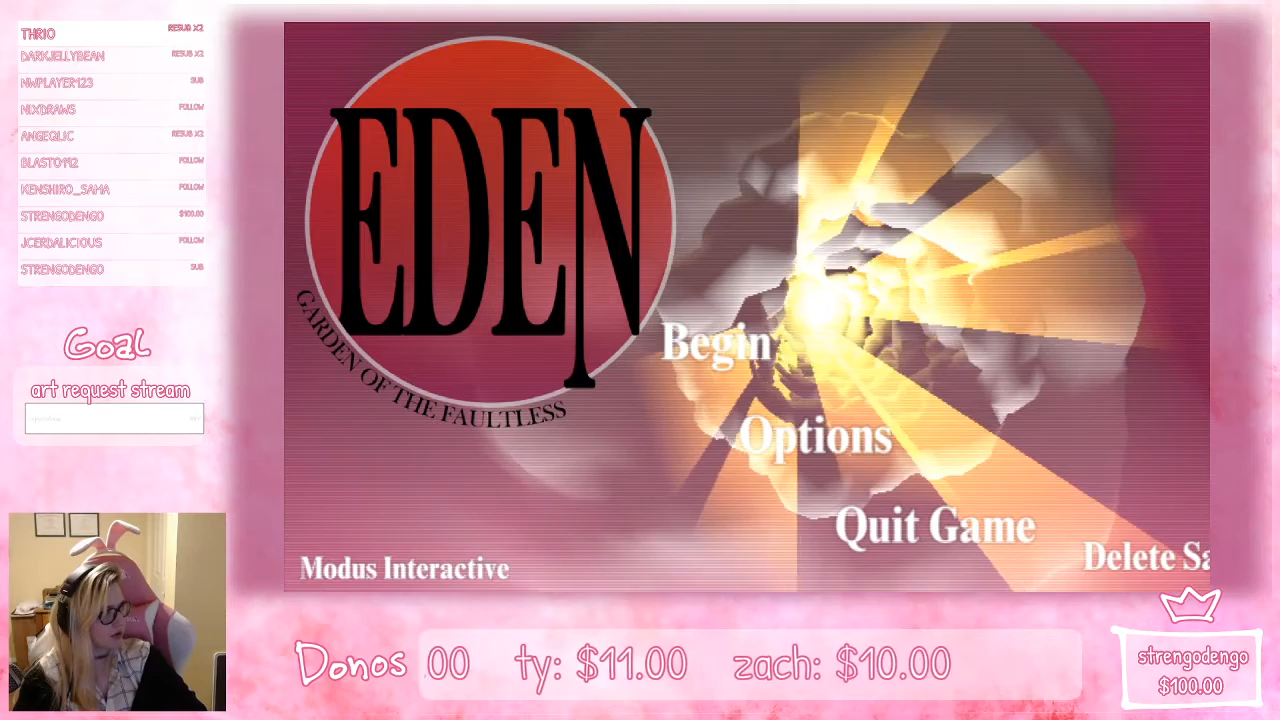 THR10 RESUB X2
DARKJELLYBEAN RESUB X2
NWPLAYER123 SUB
NIXDRAWS FOLLOW
ANGEQLIC RESUB X2
BLAST0912 FOLLOW
KENSHIRO_SAMA FOLLOW
STRENGODENGO $100.00
JCERDALICIOUS FOLLOW
STRENGODENGO SUB
Goal
art request stream
EDEN
GARDEN OF THE FAULTLESS
Begin
Options
Quit Game
Delete Sa
Modus Interactive
Donos 00 ty: $11.00 zach: $10.00
strengodengo
$100.00